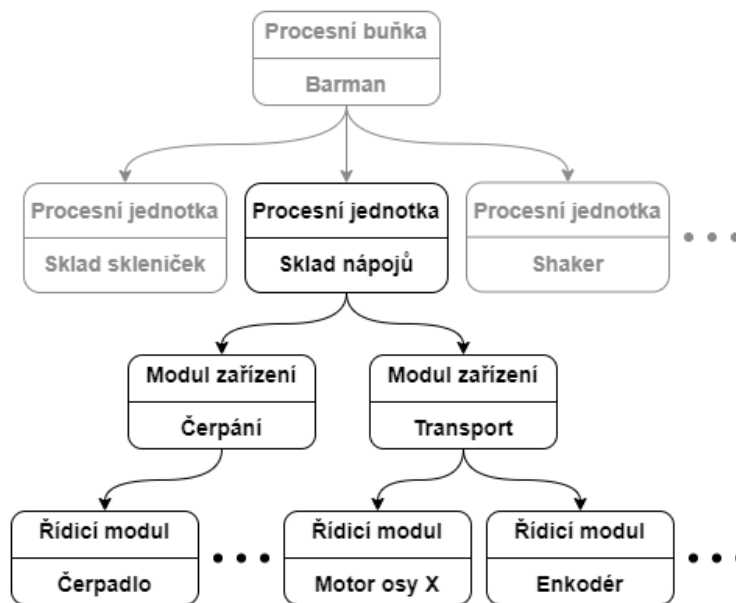 Procesní buňka
Barman
Procesní jednotka
Sklad skleniček
Procesní jednotka
Sklad nápojů
Procesní jednotka
Shaker
Modul zařízení
Čerpání
Modul zařízení
Transport
Řídicí modul
Čerpadlo
Řídicí modul
Motor osy X
Řídicí modul
Enkodér